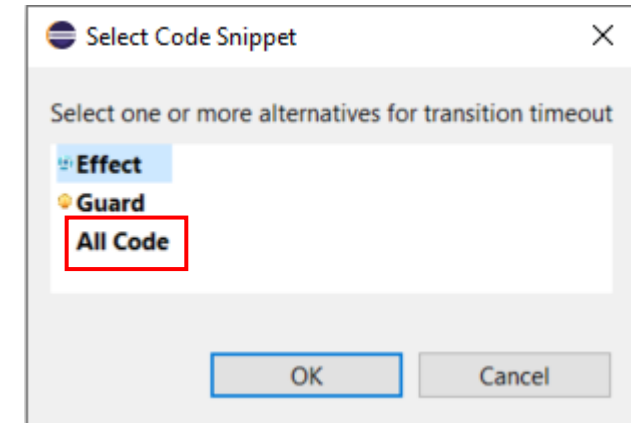 Select Code Snippet
Select one or more alternatives for transition timeout
Effect
Guard
All Code
OK
Cancel